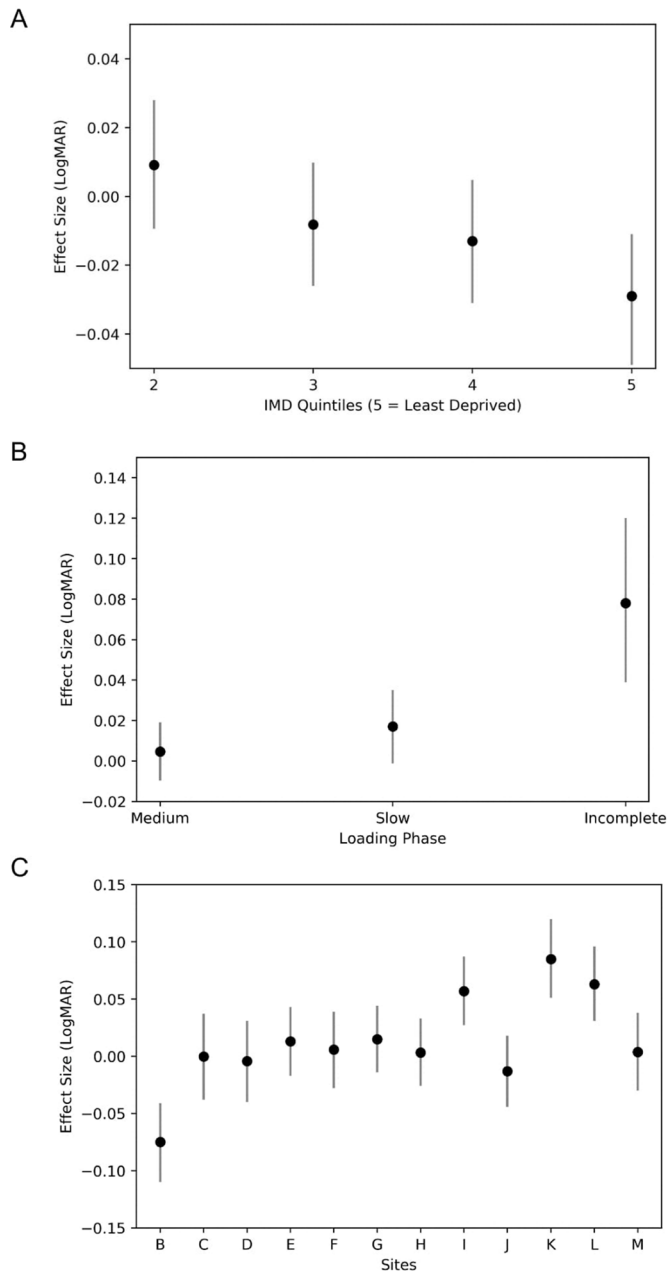 A
0.04
0.02
0.00
−0.02
−0.04
Effect Size (LogMAR)
2 3 4 5
IMD Quintiles (5 = Least Deprived)
B
0.14
0.12
0.10
0.08
0.06
0.04
0.02
0.00
−0.02
Effect Size (LogMAR)
Medium Slow Incomplete
Loading Phase
C
0.15
0.10
0.05
0.00
−0.05
−0.10
−0.15
Effect Size (LogMAR)
B C D E F G H I J K L M
Sites